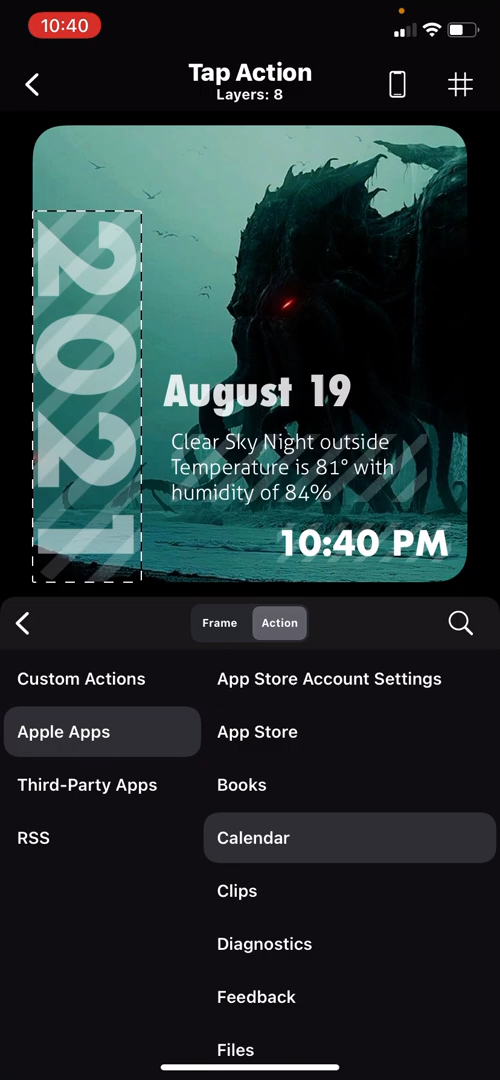 10:40
Tap Action
Layers: 8
2021
August 19
Clear Sky Night outside
Temperature is 81° with
humidity of 84%
10:40 PM
Frame
Action
Custom Actions
App Store Account Settings
Apple Apps
App Store
Third-Party Apps
Books
RSS
Calendar
Clips
Diagnostics
Feedback
Files